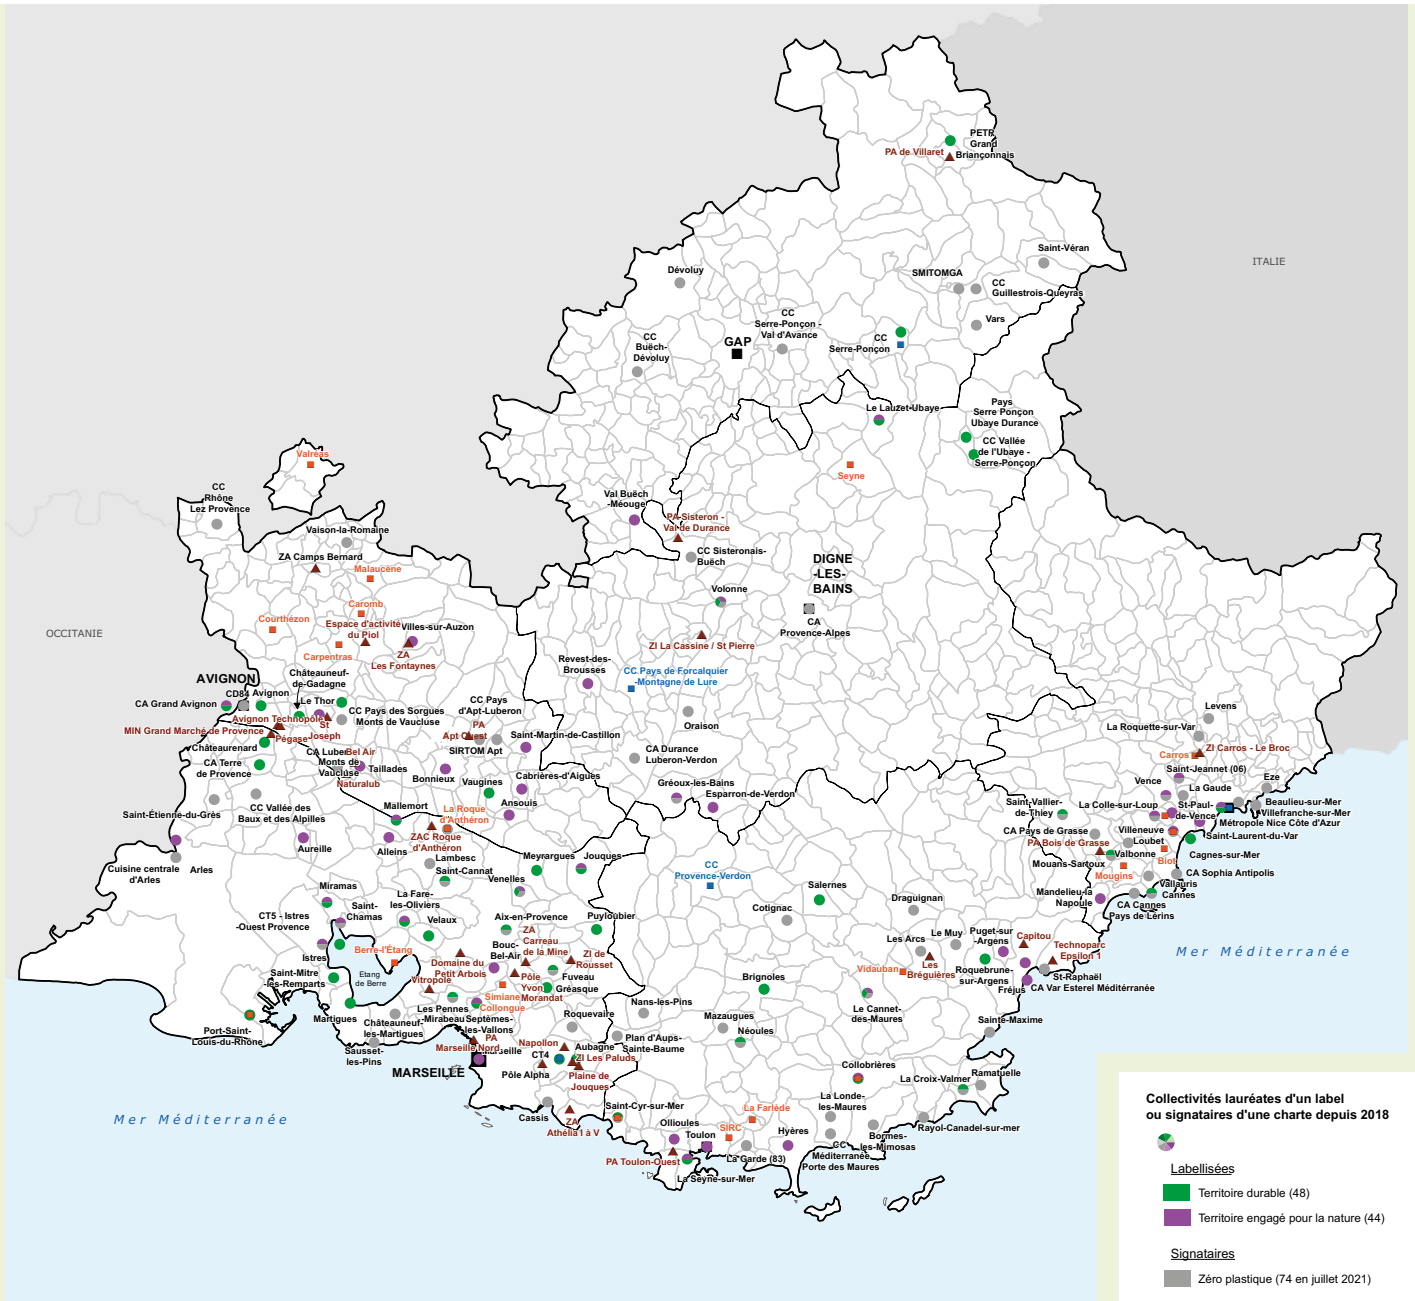 PETR
Grand
Briançonnais
PA de Villaret
Saint-Véran
ITALIE
Dévoluy
SMITOMGA
CC
Guillestrois-Queyras
Vars
CC
Serre-Ponçon -
Val d'Avance
CC
Serre-Ponçon
GAP
CC
Buëch-
Dévoluy
Le Lauzet-Ubaye
Pays
Serre Ponçon
Ubaye Durance
CC Vallée
de l'Ubaye -
Serre-Ponçon
Valréas
Seyne
CC
Rhône
Lez Provence
Val Buëch
-Méouge
PA Sisteron -
Val de Durance
Vaison-la-Romaine
ZA Camps Bernard
CC Sisteronais-
Buëch
DIGNE
-LES-
BAINS
Malaucène
Volonne
Caromb
CA
Provence-Alpes
Courthézon
Espace d'activité
du Piol
Villes-sur-Auzon
OCCITANIE
ZI La Cassine / St Pierre
Carpentras
ZA
Les Fontaynes
Revest-des-
Brousses
CC Pays de Forcalquier
-Montagne de Lure
Châteauneuf-
de-Gadagne
AVIGNON
CD84
Avignon
CA Grand Avignon
Le Thor
CC Pays des Sorgues
Monts de Vaucluse
CC Pays
d'Apt-Luberon
Oraison
Levens
Avignon Technopôle
St
Joseph
MIN Grand Marché de Provence
Pégase
PA
Apt Ouest
SIRTOM Apt
Saint-Martin-de-Castillon
La Roquette-sur-Var
Châteaurenard
CA Terre
de Provence
CA Luberon
Monts de
Vaucluse
Bel Air
Taillades
Naturalub
Bonnieux
CA Durance
Luberon-Verdon
Carros
ZI Carros - Le Broc
Saint-Jeannet (06)
Vaugines
Cabrières-d'Aigues
Gréoux-les-Bains
Vence
La Gaude
Eze
CC Vallée des
Baux et des Alpilles
Ansouis
Esparron-de-Verdon
Saint-Vallier-
de-Thiey
La Colle-sur-Loup
St-Paul-
de-Vence
Beaulieu-sur-Mer
Villefranche-sur-Mer
Métropole Nice Côte d'Azur
Saint-Étienne-du-Grès
Mallemort
La Roque
d'Anthéron
ZAC Roque
d'Anthéron
CA Pays de Grasse
PA Bois de Grasse
Villeneuve
Loubet
Saint-Laurent-du-Var
Aureille
Alleins
Lambesc
Meyrargues
Jouques
Mouans-Sartoux
Valbonne
Biot
Cagnes-sur-Mer
Cuisine centrale
d'Arles
Arles
Saint-Cannat
Venelles
CC
Provence-Verdon
Mougins
CA Sophia Antipolis
Miramas
La Fare-
les-Oliviers
Salernes
Draguignan
Mandelieu-la
Napoule
Vallauris
Cannes
CA Cannes
Pays de Lérins
CT5 - Istres
-Ouest Provence
Saint-
Chamas
Velaux
Aix-en-Provence
Puyloubier
Cotignac
Istres
Berre-l'Étang
Bouc-
Bel-Air
ZA
Carreau
de la Mine
ZI de
Rousset
Les Arcs
Le Muy
Puget-sur
-Argens
Capitou
Technoparc
Epsilon 1
Mer Méditerranée
Saint-Mitre
-les-Remparts
Etang
de Berre
Domaine du
Petit Arbois
Vitropole
Simiane
Collongue
Pôle
Yvon
Morandat
Fuveau
Gréasque
Brignoles
Vidauban
Les
Bréguières
Roquebrune-
sur-Argens
St-Raphaël
Fréjus
CA Var Esterel Méditerranée
Martigues
Les Pennes
-Mirabeau
Septèmes-
les-Vallons
Roquevaire
Nans-les-Pins
Le Cannet-
des-Maures
Port-Saint-
Louis-du-Rhône
Châteauneuf-
les-Martigues
Mazaugues
Néoules
Sainte-Maxime
Sausset-
les-Pins
PA
Marseille Nord
Marseille
MARSEILLE
Napollon
Aubagne
CT4
Pôle Alpha
ZI Les Paluds
Plaine de
Jouques
Plan d'Aups-
Sainte-Baume
Collobrières
La Croix-Valmer
Ramatuelle
Mer Méditerranée
Cassis
ZA
Athélia I à V
Saint-Cyr-sur-Mer
La Farlède
SIRC
La Londe-
les-Maures
Rayol-Canadel-sur-mer
Ollioules
Toulon
Hyères
Bormes-
les-Mimosas
PA Toulon-Ouest
La Garde (83)
CC
Méditerranée
Porte des Maures
La Seyne-sur-Mer
Collectivités lauréates d'un label
ou signataires d'une charte depuis 2018
Labellisées
Territoire durable (48)
Territoire engagé pour la nature (44)
Signataires
Zéro plastique (74 en juillet 2021)